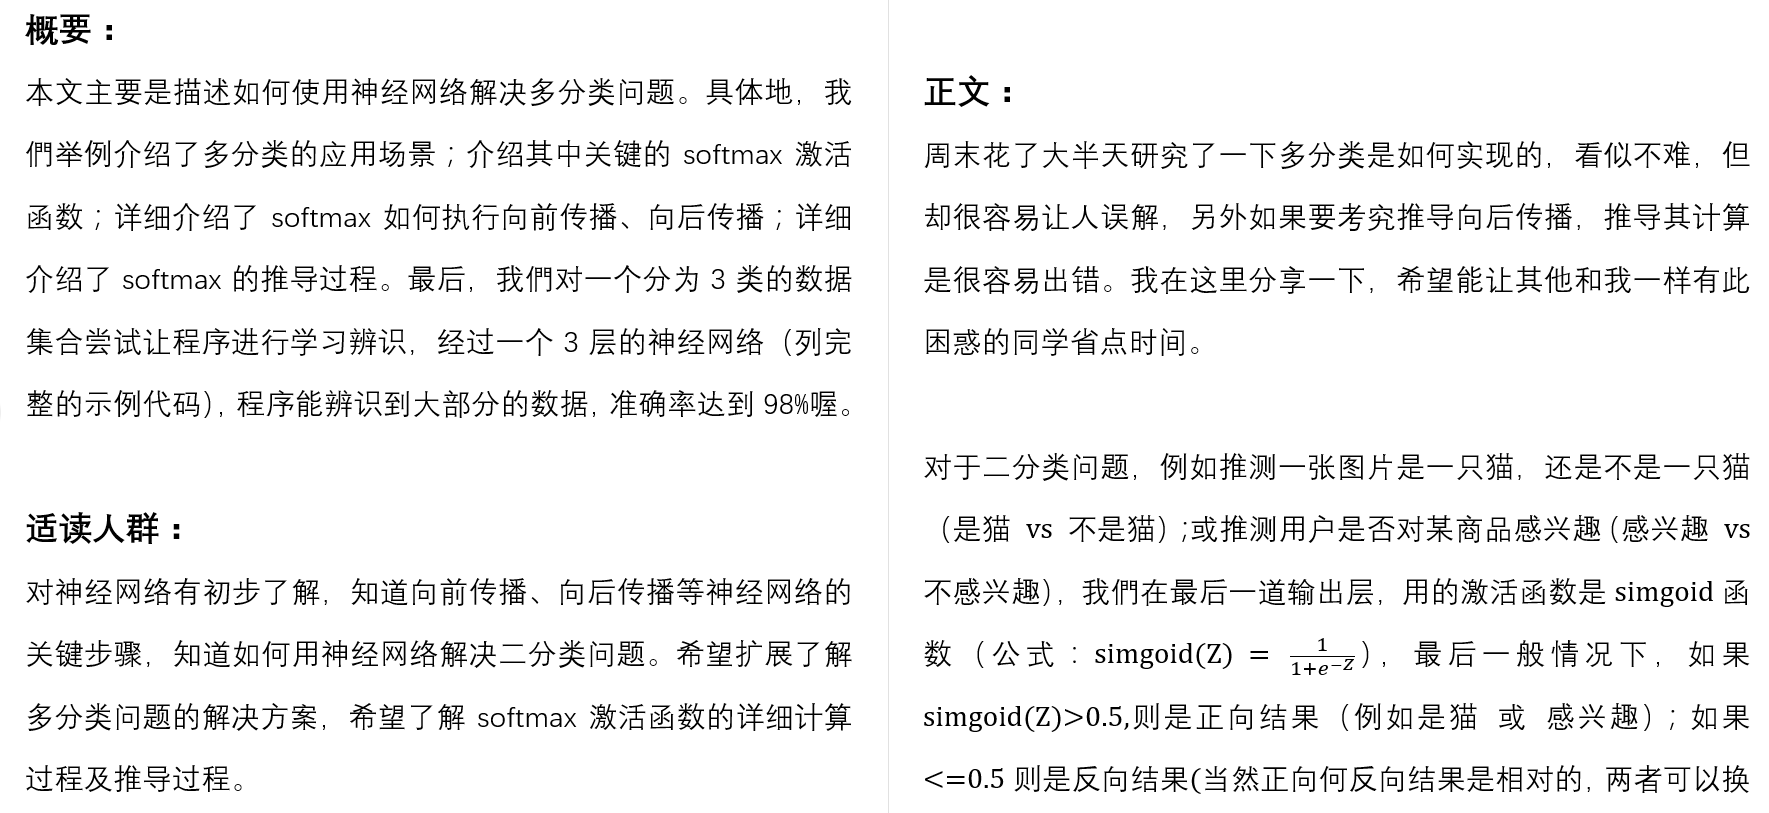 概要：
本文主要是描述如何使用神经网络解决多分类问题。具体地，我
們举例介绍了多分类的应用场景；介绍其中关键的 softmax 激活
函数；详细介绍了 softmax 如何执行向前传播、向后传播；详细
介绍了 softmax 的推导过程。最后，我們对一个分为 3 类的数据
集合尝试让程序进行学习辨识，经过一个 3 层的神经网络（列完
整的示例代码），程序能辨识到大部分的数据，准确率达到 98%喔。
适读人群：
对神经网络有初步了解，知道向前传播、向后传播等神经网络的
关键步骤，知道如何用神经网络解决二分类问题。希望扩展了解
多分类问题的解决方案，希望了解 softmax 激活函数的详细计算
过程及推导过程。
正文：
周末花了大半天研究了一下多分类是如何实现的，看似不难，但
却很容易让人误解，另外如果要考究推导向后传播，推导其计算
是很容易出错。我在这里分享一下，希望能让其他和我一样有此
困惑的同学省点时间。
对于二分类问题，例如推测一张图片是一只猫，还是不是一只猫
（是猫 vs 不是猫）;或推测用户是否对某商品感兴趣（感兴趣 vs
不感兴趣），我們在最后一道输出层，用的激活函数是 simgoid 函
数（公式：simgoid(Z) = \frac{1}{1+e^{-Z}}），最后一般情况下，如果
simgoid(Z)>0.5,则是正向结果（例如是猫 或 感兴趣）；如果
<=0.5 则是反向结果(当然正向何反向结果是相对的，两者可以换